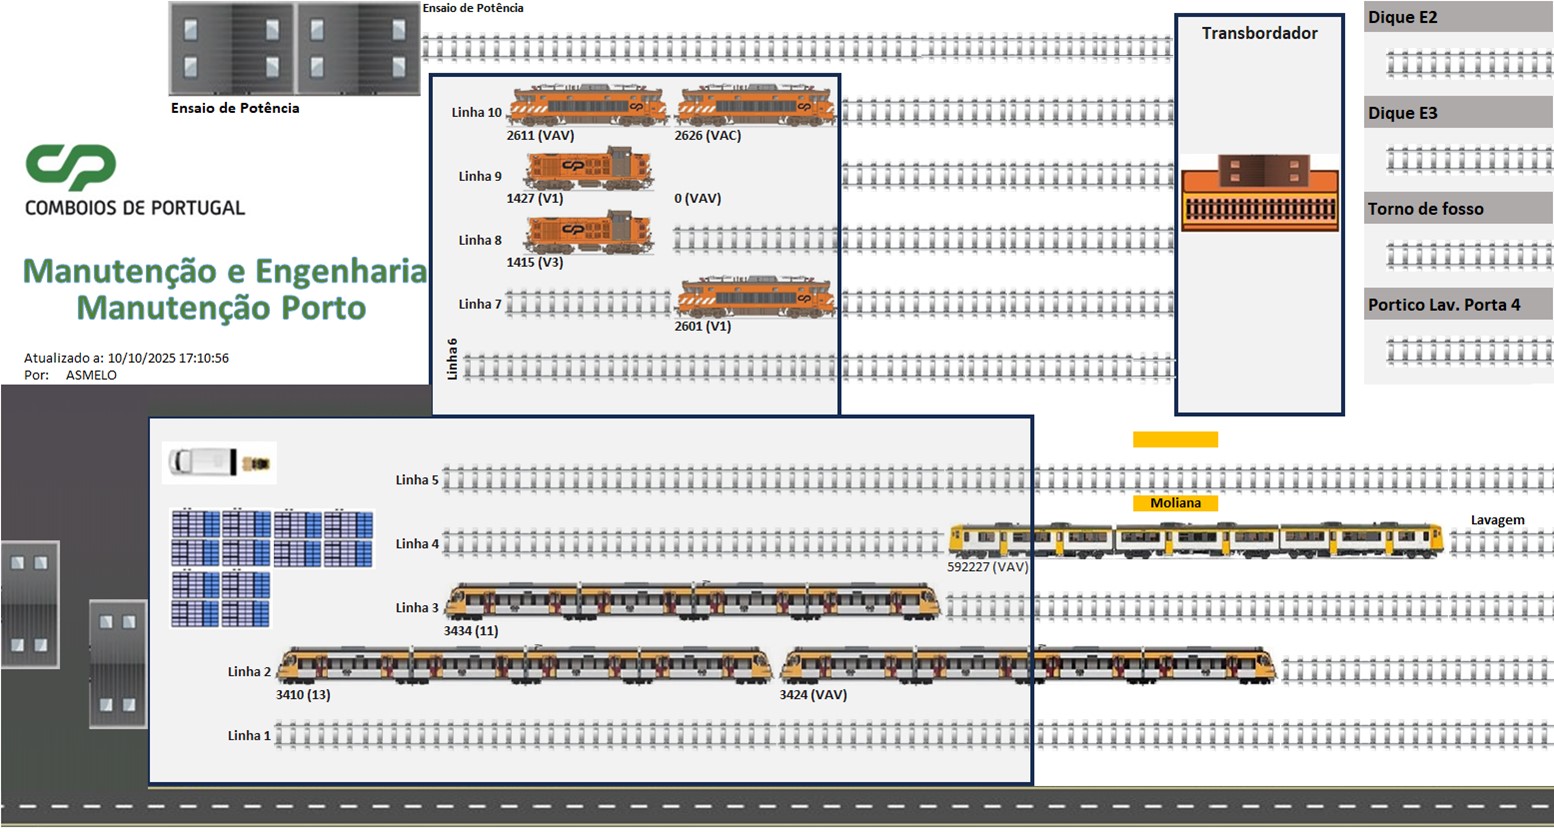 Ensaio de Potência
Ensaio de Potência
COMBOIOS DE PORTUGAL
Manutenção e Engenharia
Manutenção Porto
Atualizado a: 10/10/2025 17:10:56
Por: ASMELO
Linha 10
2611 (VAV)
2626 (VAC)
Linha 9
1427 (V1)
0 (VAV)
Linha 8
1415 (V3)
Linha 7
2601 (V1)
Linha6
Transbordador
Dique E2
Dique E3
Torno de fosso
Portico Lav. Porta 4
Linha 5
Moliana
Lavagem
Linha 4
592227 (VAV)
Linha 3
3434 (11)
Linha 2
3410 (13)
3424 (VAV)
Linha 1